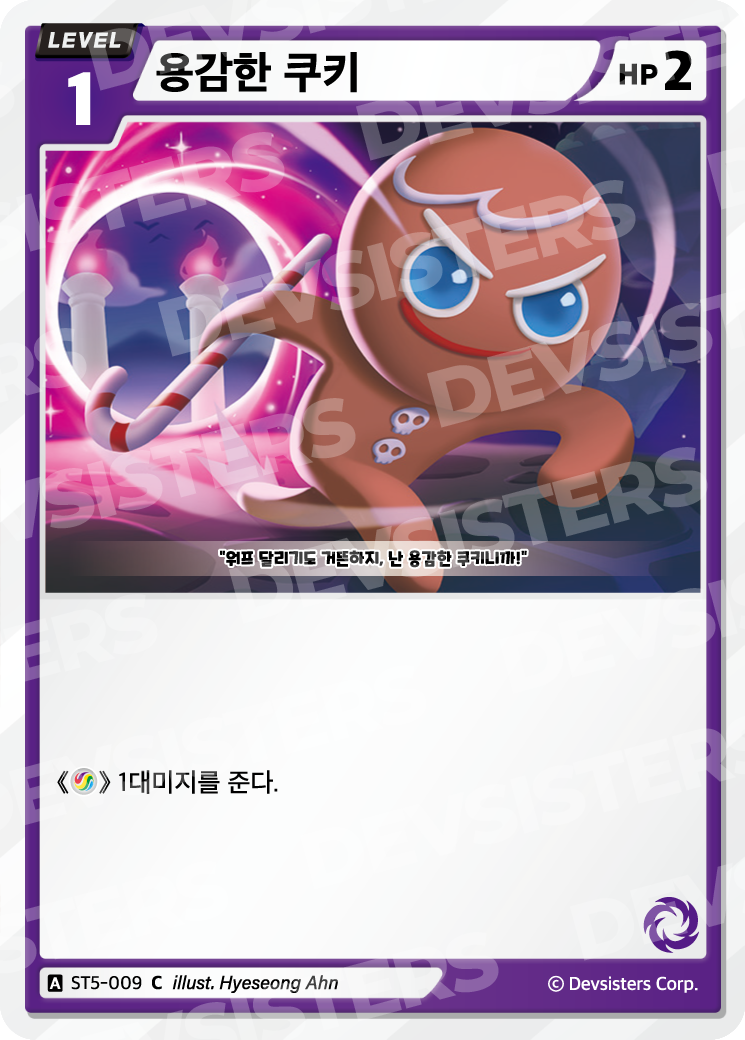 LEVEL
1
용감한 쿠키
HP 2
"워프 달리기도 거뜬하지, 난 용감한 쿠키니까!"
《》 1대미지를 준다.
A ST5-009 C illust. Hyeseong Ahn
© Devsisters Corp.
DEVSISTERS